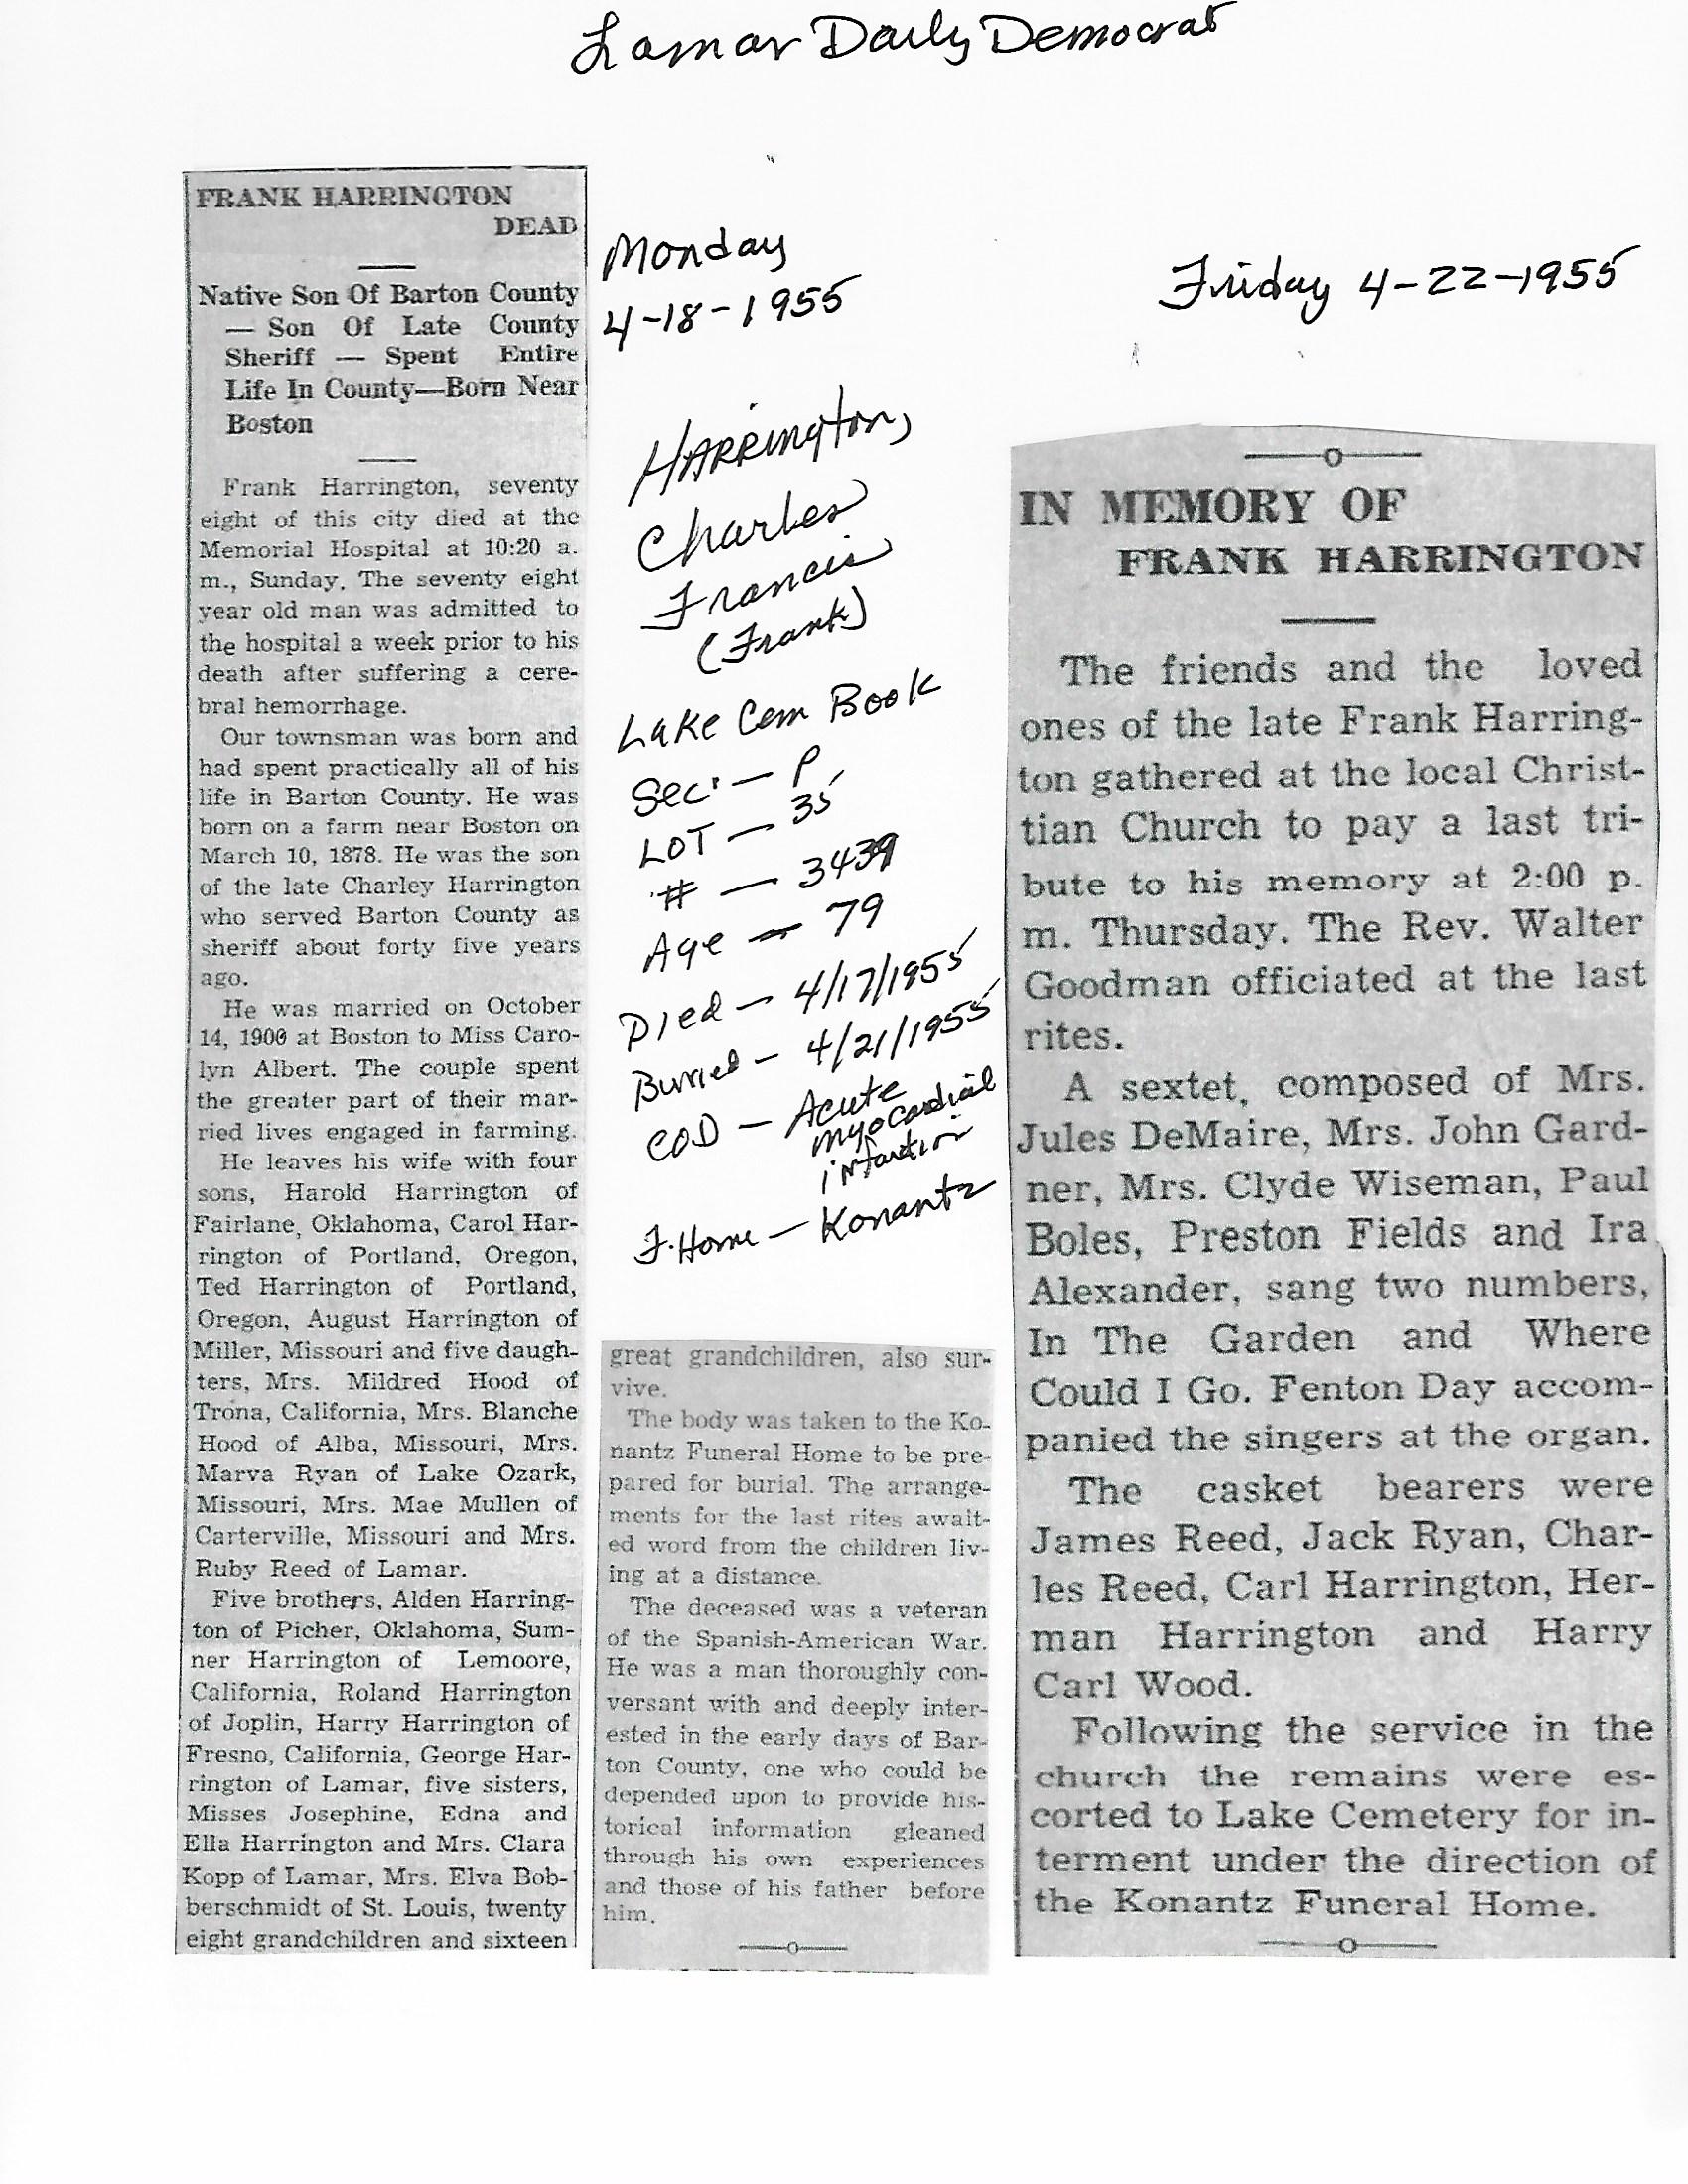 Lamar Daily Democrat
FRANK HARRINGTON
DEAD
Native Son Of Barton County
— Son Of Late County
Sheriff — Spent Entire
Life In County—Born Near
Boston
Frank Harrington, seventy
eight of this city died at the
Memorial Hospital at 10:20 a.
m., Sunday. The seventy eight
year old man was admitted to
the hospital a week prior to his
death after suffering a cere-
bral hemorrhage.
Our townsman was born and
had spent practically all of his
life in Barton County. He was
born on a farm near Boston on
March 10, 1878. He was the son
of the late Charley Harrington
who served Barton County as
sheriff about forty five years
ago.
He was married on October
14, 1900 at Boston to Miss Caro-
lyn Albert. The couple spent
the greater part of their mar-
ried lives engaged in farming.
He leaves his wife with four
sons, Harold Harrington of
Fairlane, Oklahoma, Carol Har-
rington of Portland, Oregon,
Ted Harrington of Portland,
Oregon, August Harrington of
Miller, Missouri and five daugh-
ters, Mrs. Mildred Hood of
Trona, California, Mrs. Blanche
Hood of Alba, Missouri, Mrs.
Marva Ryan of Lake Ozark,
Missouri, Mrs. Mae Mullen of
Carterville, Missouri and Mrs.
Ruby Reed of Lamar.
Five brothers, Alden Harring-
ton of Picher, Oklahoma, Sum-
ner Harrington of Lemoore,
California, Roland Harrington
of Joplin, Harry Harrington of
Fresno, California, George Har-
rington of Lamar, five sisters,
Misses Josephine, Edna and
Ella Harrington and Mrs. Clara
Kopp of Lamar, Mrs. Elva Bob-
berschmidt of St. Louis, twenty
eight grandchildren and sixteen
Monday
4-18-1955
HARRington,
Charles
Francis
(Frank)
Lake Cem Book
Sec. — P
LOT — 35
# — 3439
Age — 79
Died — 4/17/1955
Burried — 4/21/1955
COD — Acute
myocardial
infarction
F. Home — Konantz
great grandchildren, also sur-
vive.
The body was taken to the Ko-
nantz Funeral Home to be pre-
pared for burial. The arrange-
ments for the last rites await-
ed word from the children liv-
ing at a distance.
The deceased was a veteran
of the Spanish-American War.
He was a man thoroughly con-
versant with and deeply inter-
ested in the early days of Bar-
ton County, one who could be
depended upon to provide his-
torical information gleaned
through his own experiences
and those of his father before
him.
Friday 4-22-1955
IN MEMORY OF
FRANK HARRINGTON
The friends and the loved
ones of the late Frank Harring-
ton gathered at the local Christ-
tian Church to pay a last tri-
bute to his memory at 2:00 p.
m. Thursday. The Rev. Walter
Goodman officiated at the last
rites.
A sextet, composed of Mrs.
Jules DeMaire, Mrs. John Gard-
ner, Mrs. Clyde Wiseman, Paul
Boles, Preston Fields and Ira
Alexander, sang two numbers,
In The Garden and Where
Could I Go. Fenton Day accom-
panied the singers at the organ.
The casket bearers were
James Reed, Jack Ryan, Char-
les Reed, Carl Harrington, Her-
man Harrington and Harry
Carl Wood.
Following the service in the
church the remains were es-
corted to Lake Cemetery for in-
terment under the direction of
the Konantz Funeral Home.